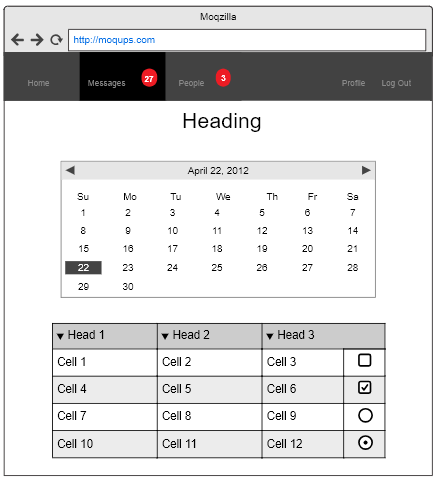 Moqzilla
http://moqups.com
Home Messages 27 People 3 Profile Log Out
Heading
April 22, 2012
Su Mo Tu We Th Fr Sa
1 2 3 4 5 6 7
8 9 10 11 12 13 14
15 16 17 18 19 20 21
22 23 24 25 26 27 28
29 30
Head 1 Head 2 Head 3
Cell 1 Cell 2 Cell 3
Cell 4 Cell 5 Cell 6
Cell 7 Cell 8 Cell 9
Cell 10 Cell 11 Cell 12